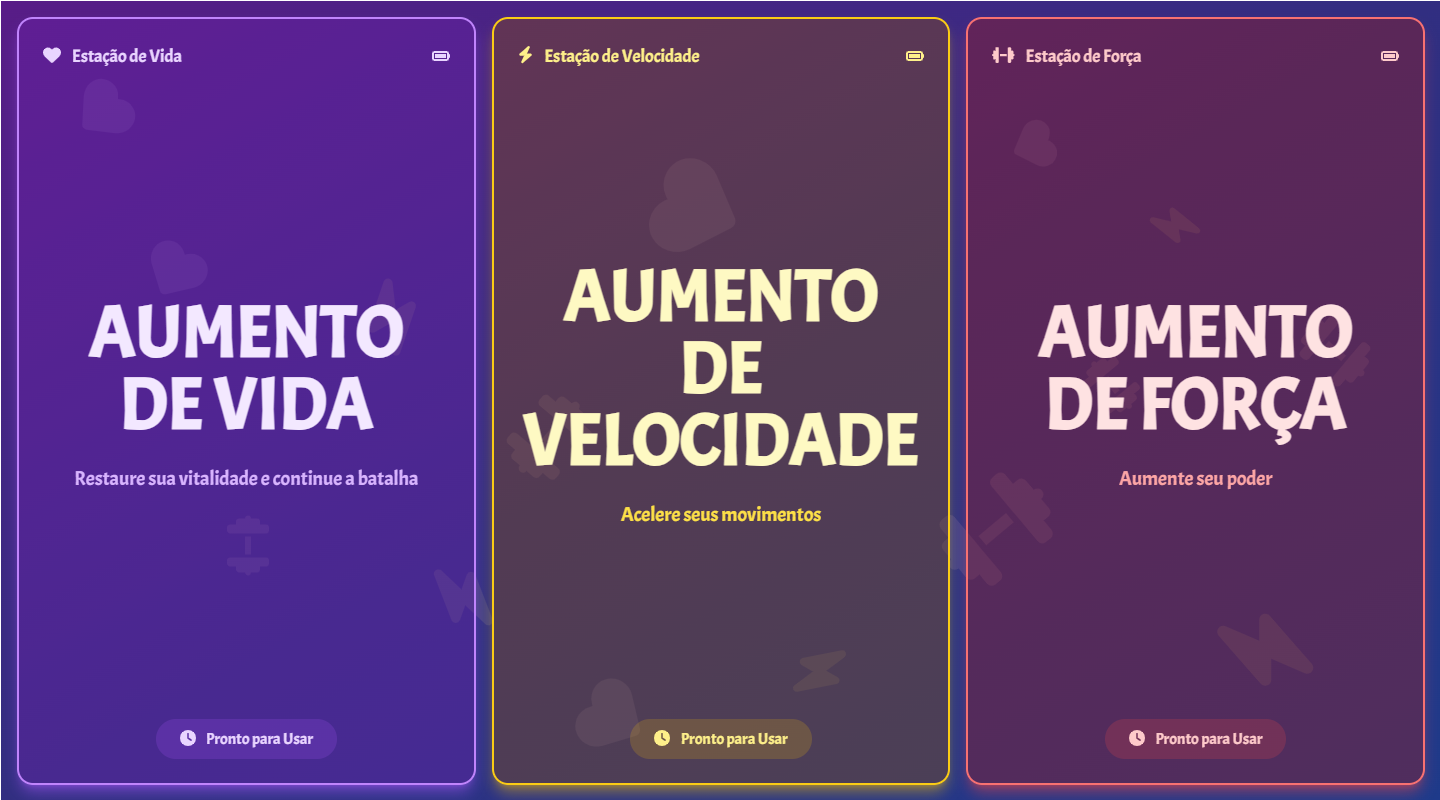 Estação de Vida
AUMENTO
DE VIDA
Restaure sua vitalidade e continue a batalha
Pronto para Usar
Estação de Velocidade
AUMENTO
DE
VELOCIDADE
Acelere seus movimentos
Pronto para Usar
Estação de Força
AUMENTO
DE FORÇA
Aumente seu poder
Pronto para Usar